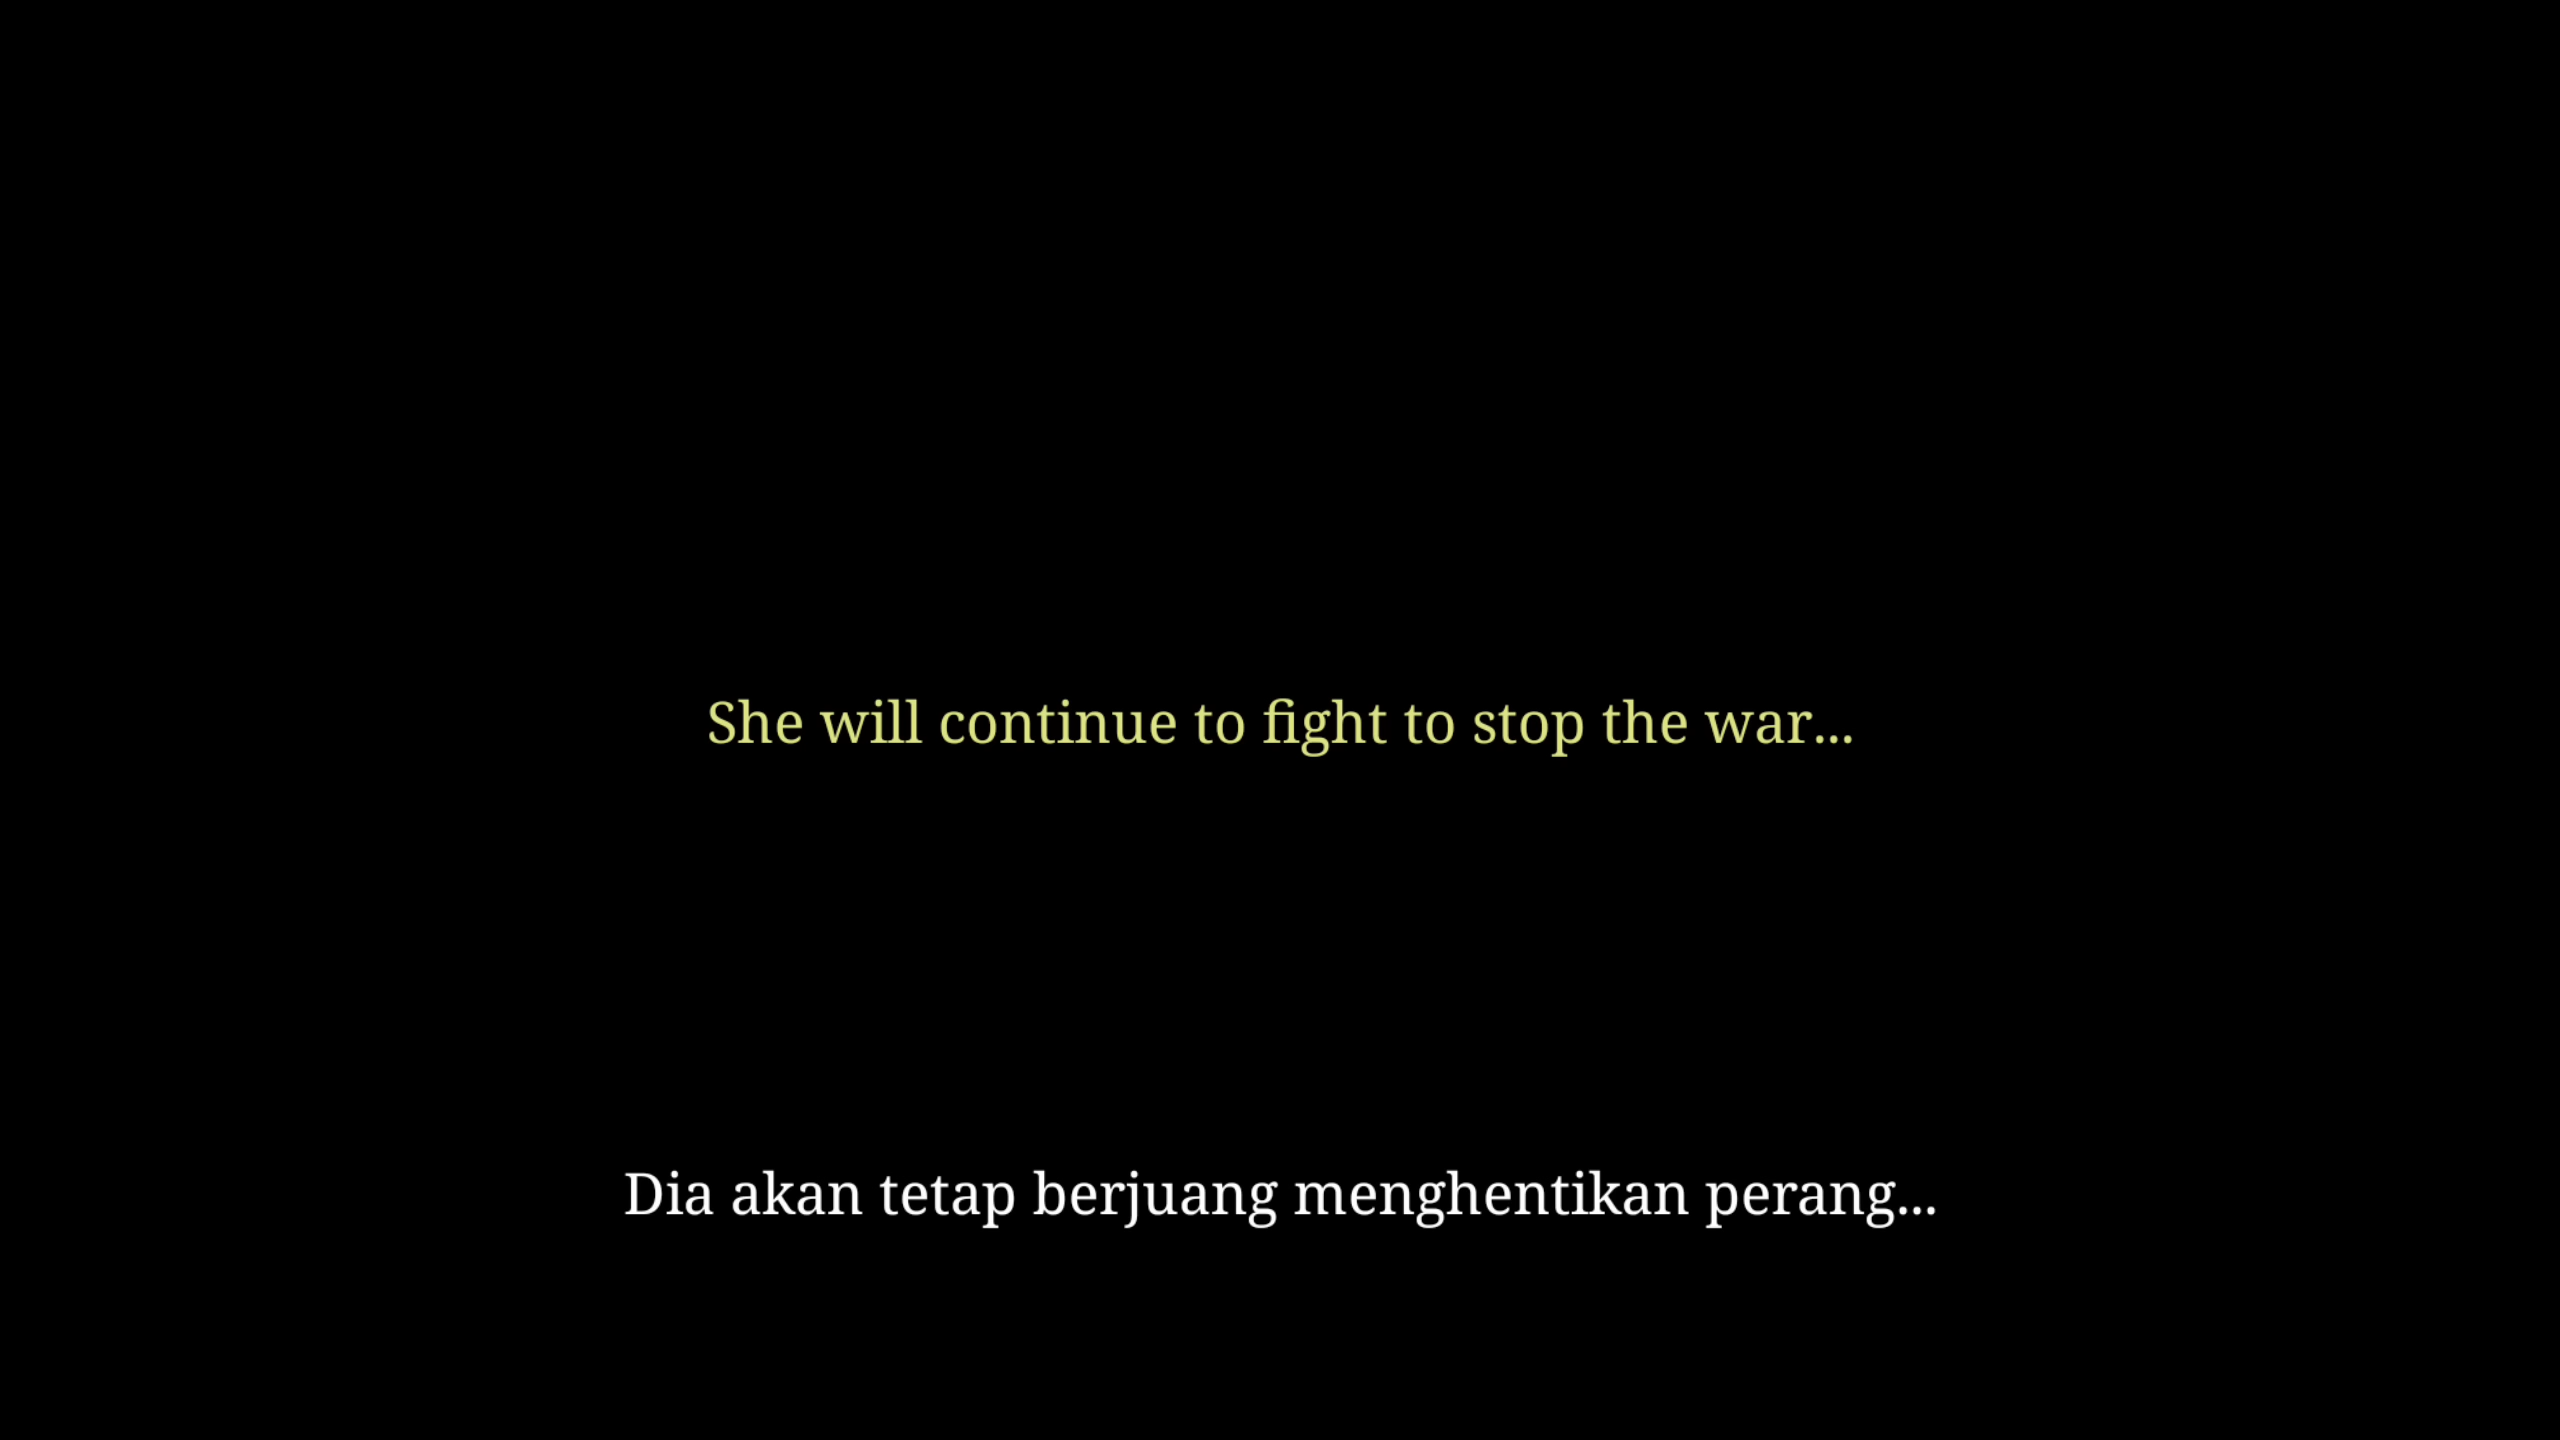 She will continue to fight to stop the war...
Dia akan tetap berjuang menghentikan perang...